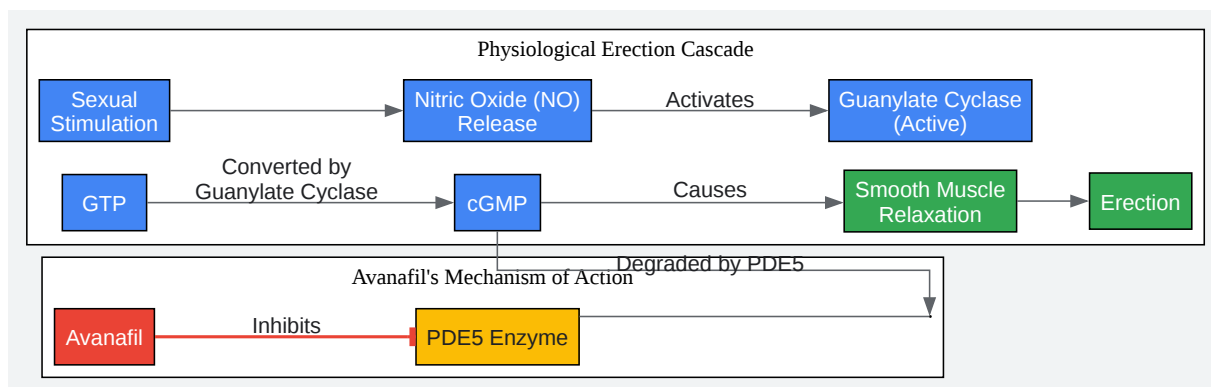 Physiological Erection Cascade
Sexual
Stimulation
Nitric Oxide (NO)
Release
Activates
Guanylate Cyclase
(Active)
GTP
Converted by
Guanylate Cyclase
cGMP
Causes
Smooth Muscle
Relaxation
Erection
Degraded by PDE5
Avanafil's Mechanism of Action
Avanafil
Inhibits
PDE5 Enzyme